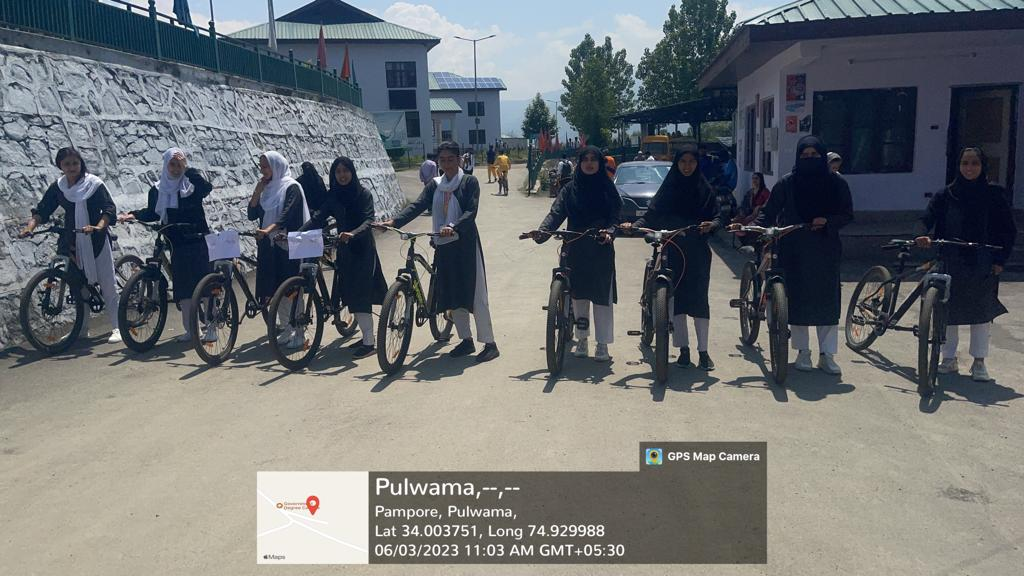 GPS Map Camera
Pulwama,--,--
Pampore, Pulwama,
Lat 34.003751, Long 74.929988
06/03/2023 11:03 AM GMT+05:30
Degree
Maps